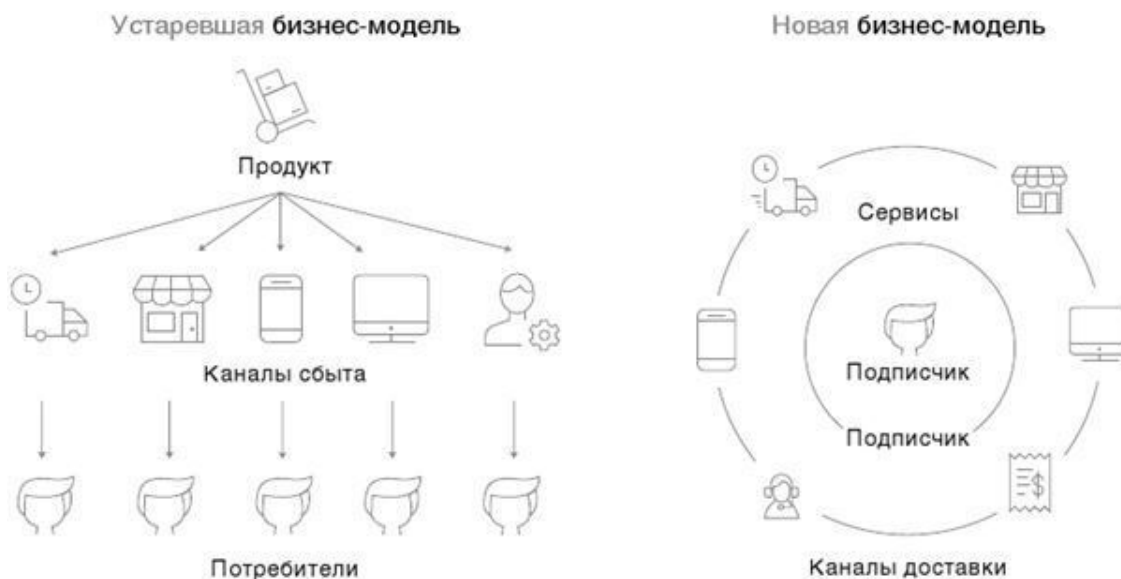 Устаревшая бизнес-модель
Продукт
Каналы сбыта
Потребители
Новая бизнес-модель
Сервисы
Подписчик
Подписчик
$
Каналы доставки